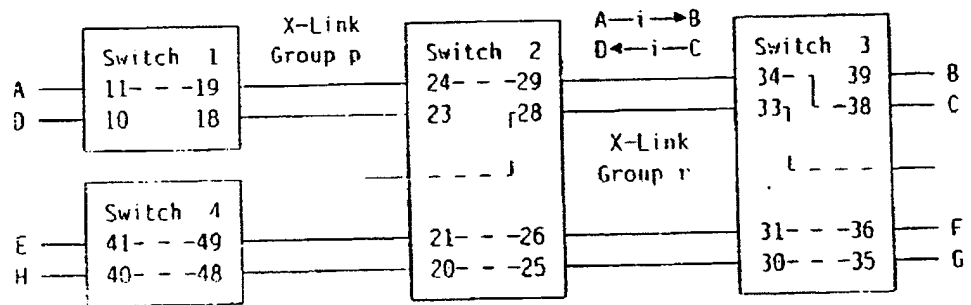 X-Link
Group p
A—i→B
D←i—C
Switch 1
Switch 2
Switch 3
A 11- - -19
24- - -29
34- 39 B
D 10 18
23 28
33 -38 C
X-Link
Group r
Switch 4
E 41- - -49
21- - -26
31- - -36 F
H 40- - -48
20- - -25
30- - -35 G